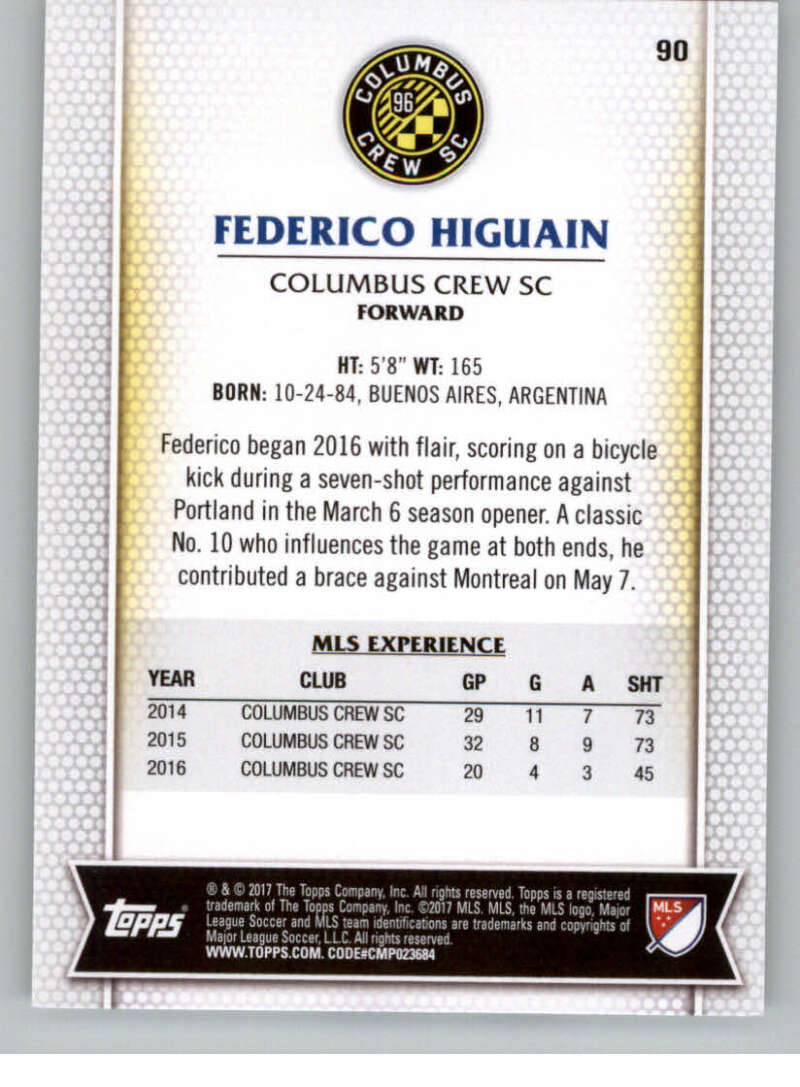 90
COLUMBUS
96
CREW SC
FEDERICO HIGUAIN
COLUMBUS CREW SC
FORWARD
HT: 5'8" WT: 165
BORN: 10-24-84, BUENOS AIRES, ARGENTINA
Federico began 2016 with flair, scoring on a bicycle
kick during a seven-shot performance against
Portland in the March 6 season opener. A classic
No. 10 who influences the game at both ends, he
contributed a brace against Montreal on May 7.
MLS EXPERIENCE
YEAR CLUB GP G A SHT
2014 COLUMBUS CREW SC 29 11 7 73
2015 COLUMBUS CREW SC 32 8 9 73
2016 COLUMBUS CREW SC 20 4 3 45
Topps®
® & © 2017 The Topps Company, Inc. All rights reserved. Topps is a registered
trademark of The Topps Company, Inc. ©2017 MLS. MLS, the MLS logo, Major
League Soccer and MLS team identifications are trademarks and copyrights of
Major League Soccer, L.L.C. All rights reserved.
WWW.TOPPS.COM. CODE#CMP023684
MLS